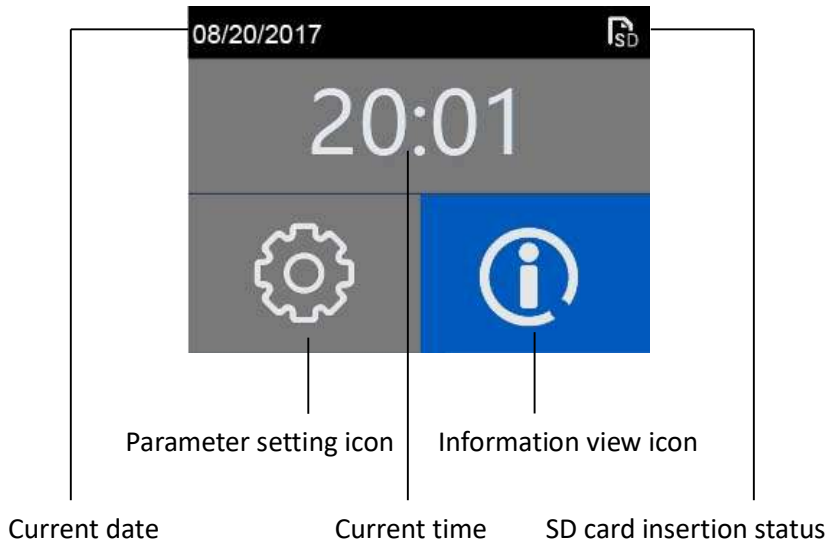 08/20/2017 SD
20:01
Parameter setting icon Information view icon
Current date Current time SD card insertion status